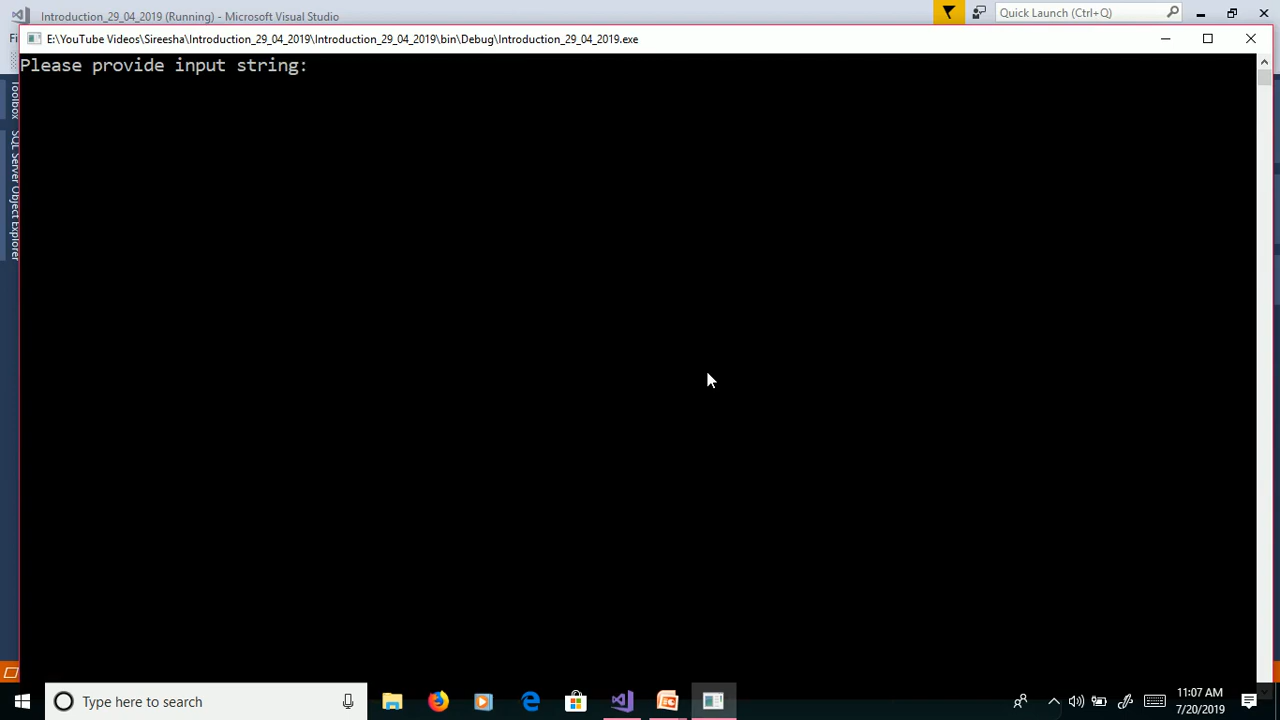 Introduction_29_04_2019 (Running) - Microsoft Visual Studio
Quick Launch (Ctrl+Q)
E:\YouTube Videos\Sireesha\Introduction_29_04_2019\Introduction_29_04_2019\bin\Debug\Introduction_29_04_2019.exe
Please provide input string:
Toolbox
SQL Server Object Explorer
Type here to search
11:07 AM
7/20/2019